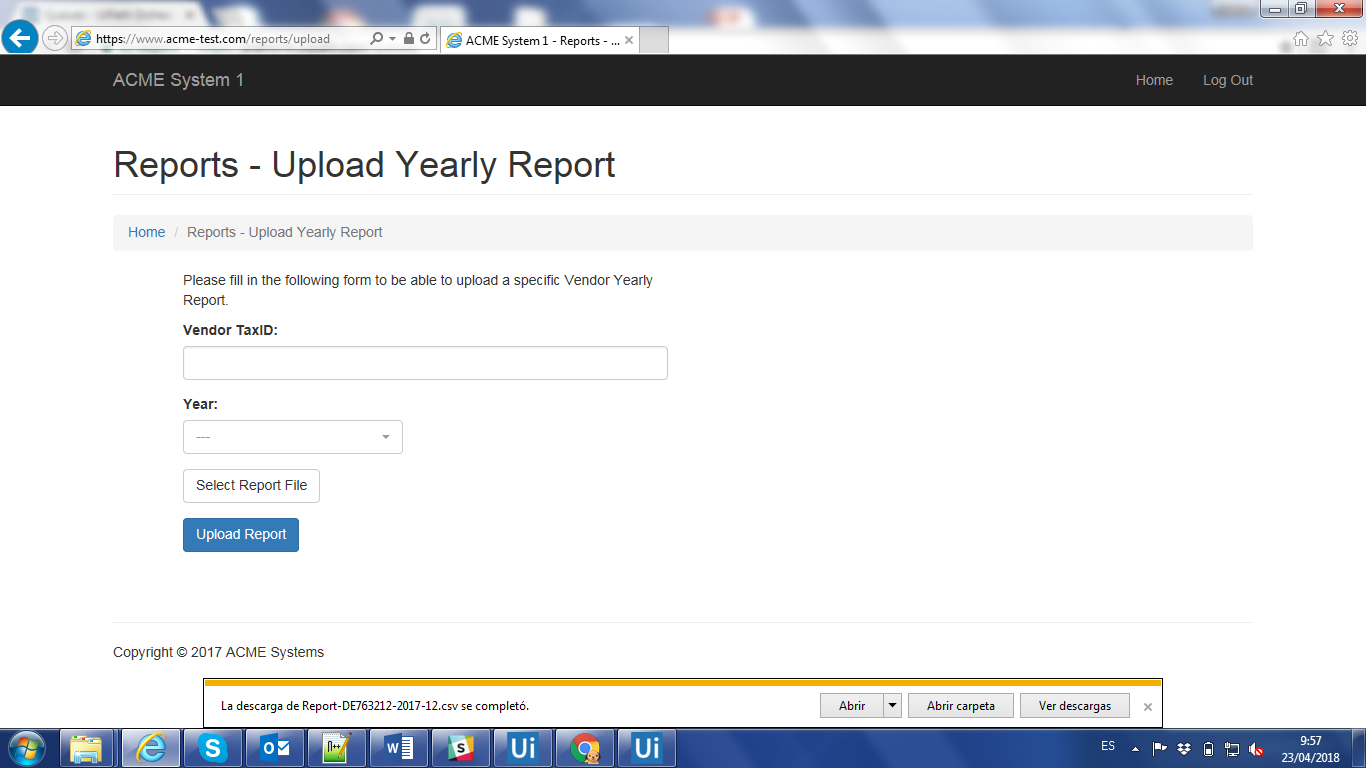 https://www.acme-test.com/reports/upload
ACME System 1 - Reports - ...
ACME System 1
Home
Log Out
Reports - Upload Yearly Report
Home / Reports - Upload Yearly Report
Please fill in the following form to be able to upload a specific Vendor Yearly
Report.
Vendor TaxID:
Year:
---
Select Report File
Upload Report
Copyright © 2017 ACME Systems
La descarga de Report-DE763212-2017-12.csv se completó.
Abrir
Abrir carpeta
Ver descargas
ES
9:57
23/04/2018